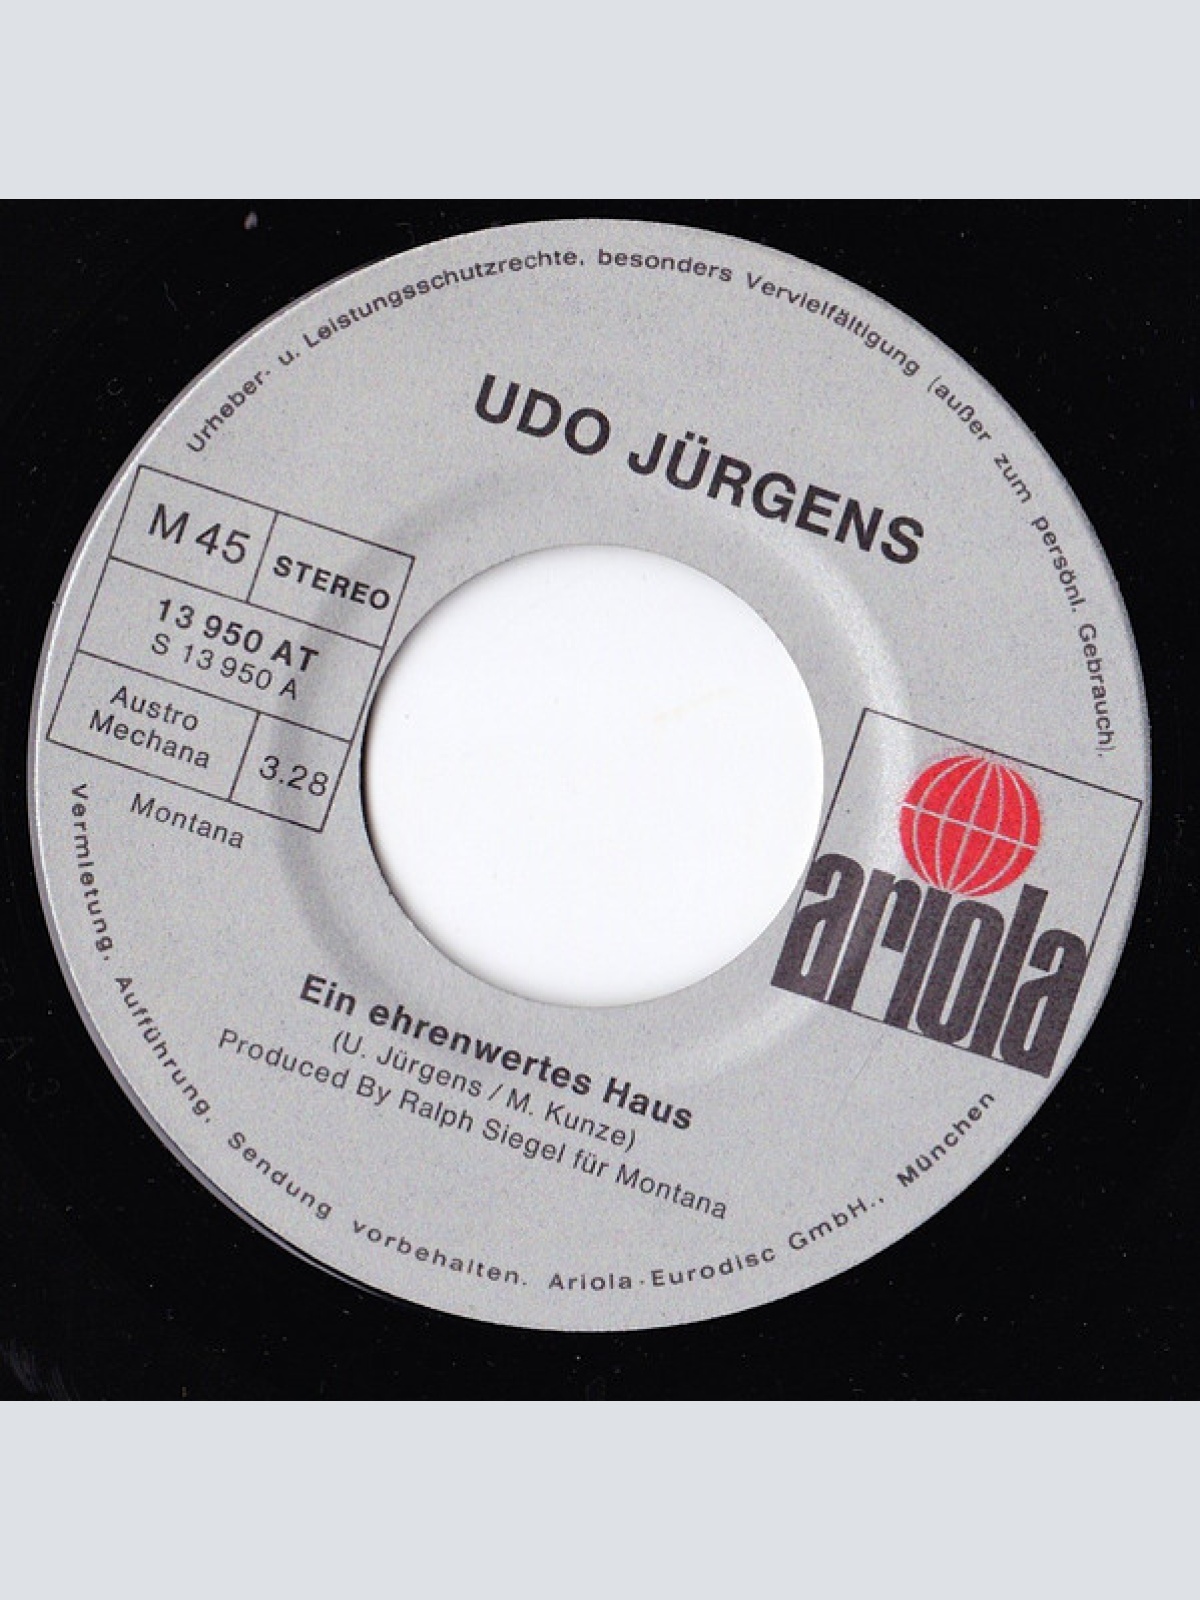 Urheber- u. Leistungsschutzrechte, besonders Vervielfältigung (außer zum persönl. Gebrauch).
UDO JÜRGENS
M 45
STEREO
13 950 AT
S 13 950 A
Austro
Mechana
3.28
Montana
ariola
Ein ehrenwertes Haus
(U. Jürgens / M. Kunze)
Produced By Ralph Siegel für Montana
Vermietung, Aufführung, Sendung vorbehalten. Ariola-Eurodisc GmbH., München